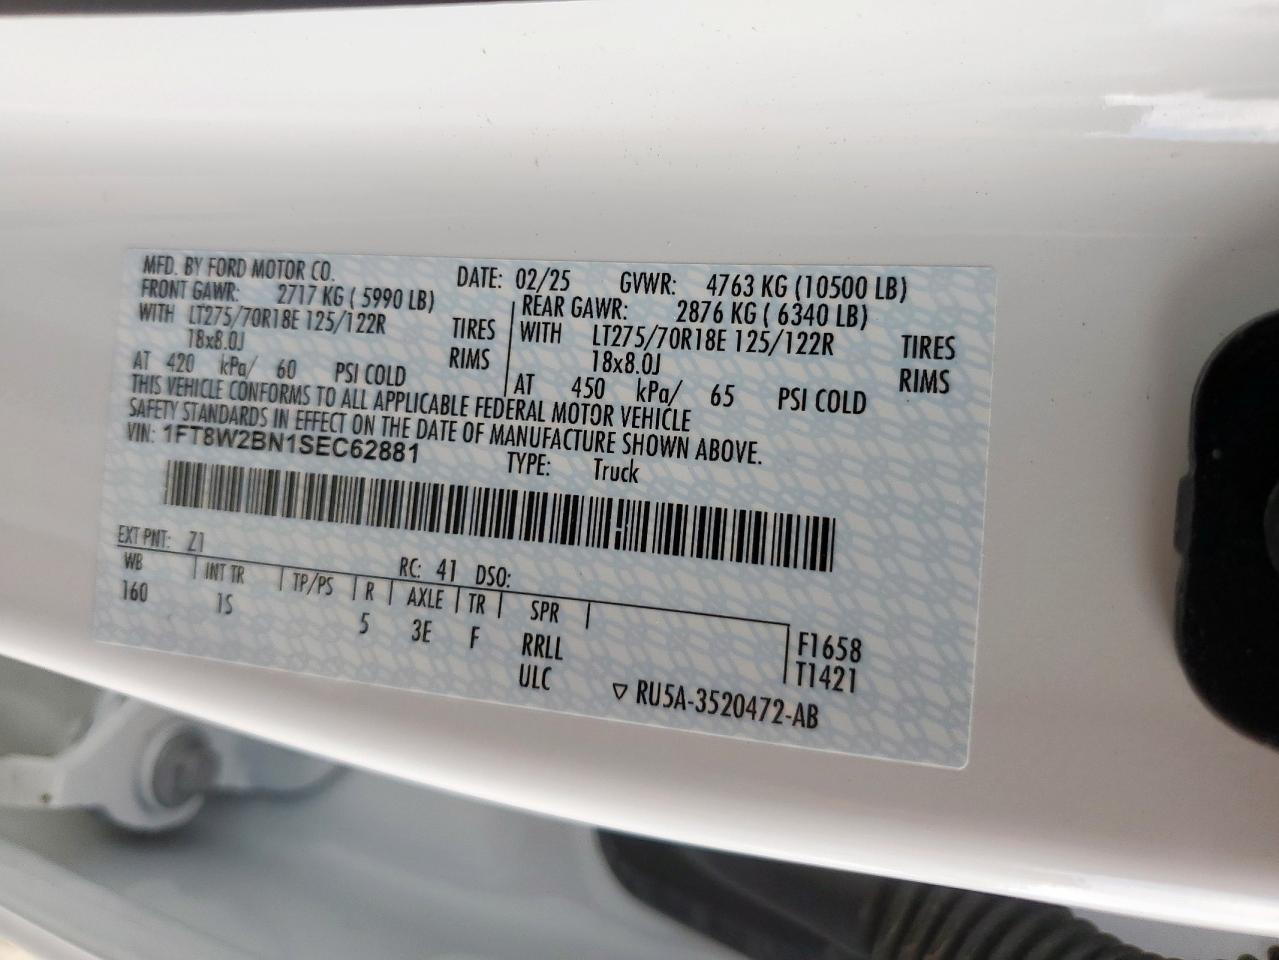 MFD. BY FORD MOTOR CO. DATE: 02/25 GVWR: 4763 KG (10500 LB)
FRONT GAWR: 2717 KG ( 5990 LB) REAR GAWR: 2876 KG ( 6340 LB)
WITH LT275/70R18E 125/122R TIRES WITH LT275/70R18E 125/122R TIRES
18x8.0J RIMS 18x8.0J RIMS
AT 420 kPa/ 60 PSI COLD AT 450 kPa/ 65 PSI COLD
THIS VEHICLE CONFORMS TO ALL APPLICABLE FEDERAL MOTOR VEHICLE
SAFETY STANDARDS IN EFFECT ON THE DATE OF MANUFACTURE SHOWN ABOVE.
VIN: 1FT8W2BN1SEC62881 TYPE: Truck
EXT PNT: Z1 RC: 41 DSO:
WB INT TR TP/PS R AXLE TR SPR
160 1S 5 3E F RRLL F1658
ULC T1421
RU5A-3520472-AB